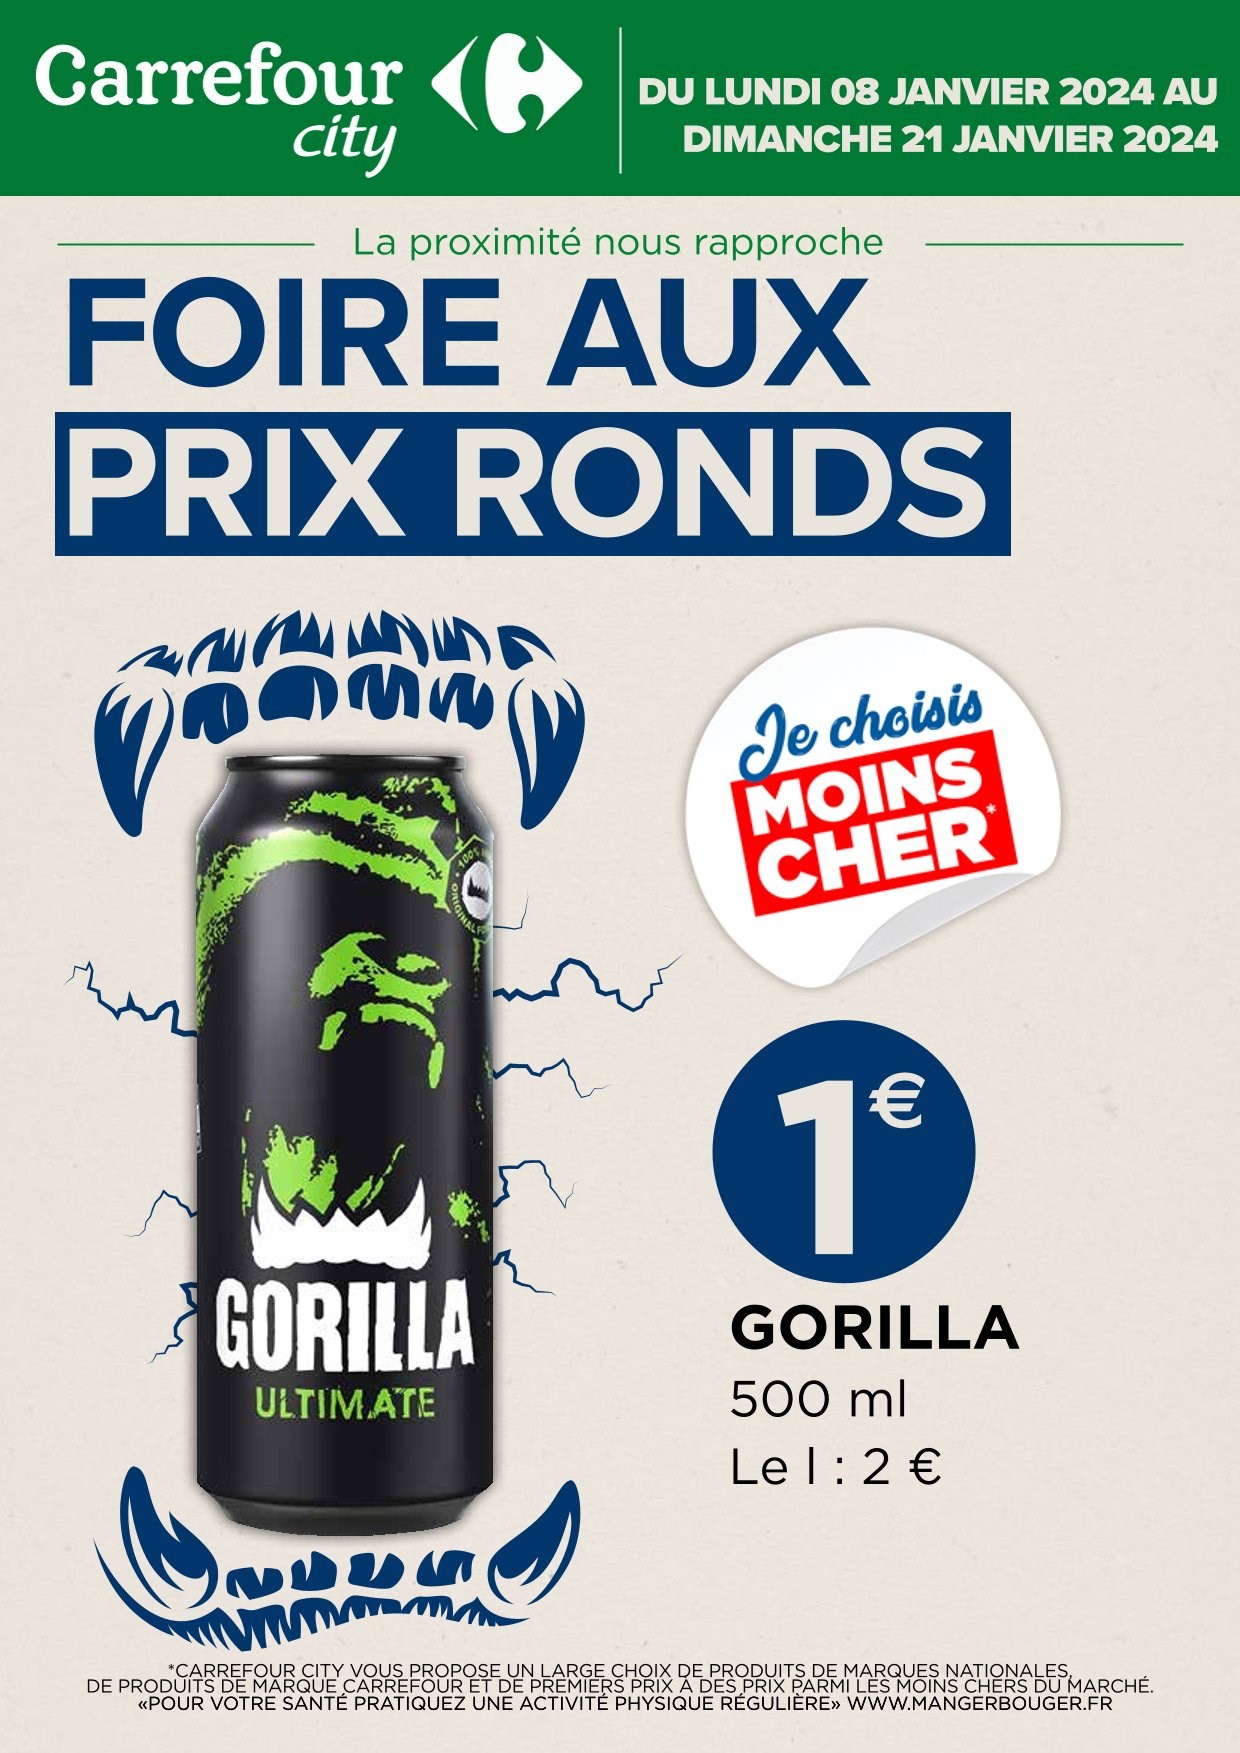 Carrefour
city
DU LUNDI 08 JANVIER 2024 AU
DIMANCHE 21 JANVIER 2024
La proximité nous rapproche
FOIRE AUX
PRIX RONDS
Je choisis
MOINS
CHER*
100%
ORIGINAL
GORILLA
ULTIMATE
1€
GORILLA
500 ml
Le l : 2 €
*CARREFOUR CITY VOUS PROPOSE UN LARGE CHOIX DE PRODUITS DE MARQUES NATIONALES,
DE PRODUITS DE MARQUE CARREFOUR ET DE PREMIERS PRIX A DES PRIX PARMI LES MOINS CHERS DU MARCHÉ.
«POUR VOTRE SANTÉ PRATIQUEZ UNE ACTIVITÉ PHYSIQUE RÉGULIÈRE» WWW.MANGERBOUGER.FR